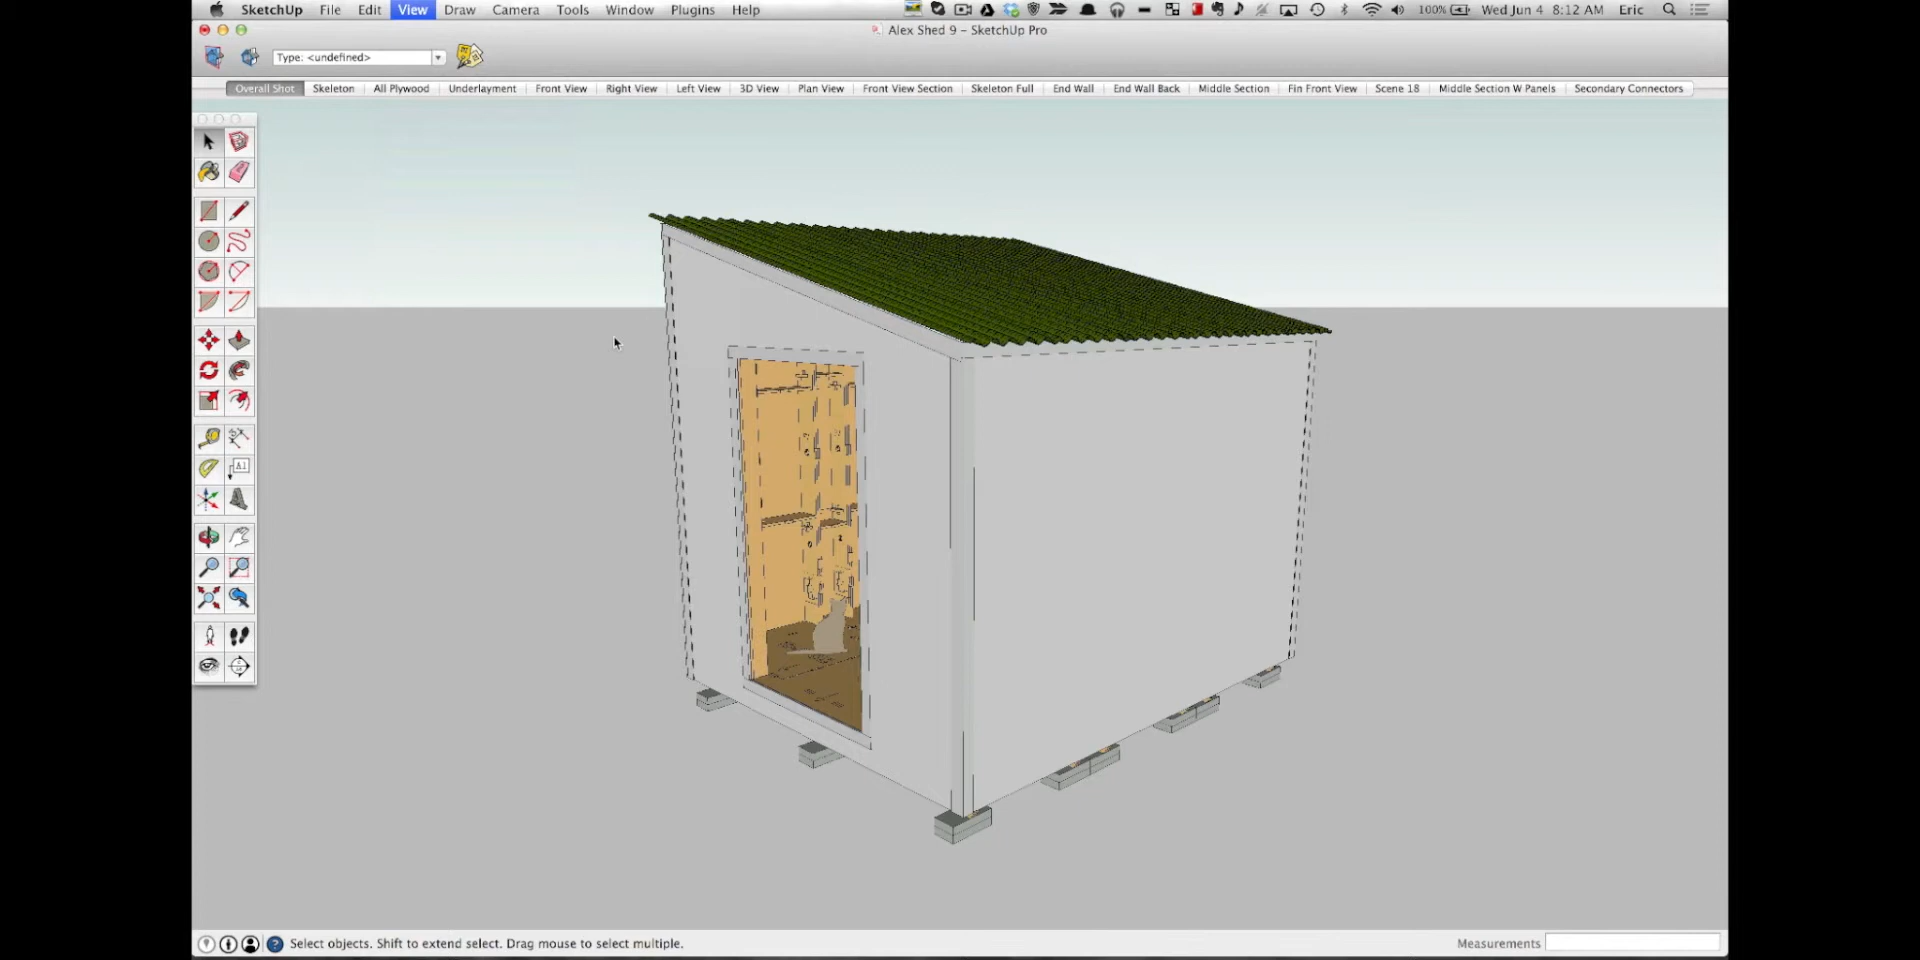 SketchUp File Edit View Draw Camera Tools Window Plugins Help 100% Wed Jun 4 8:12 AM Eric
Alex Shed 9 - SketchUp Pro
Type: <undefined>
Overall Shot Skeleton All Plywood Underlayment Front View Right View Left View 3D View Plan View Front View Section Skeleton Full End Wall End Wall Back Middle Section Fin Front View Scene 18 Middle Section W Panels Secondary Connectors
A1
Select objects. Shift to extend select. Drag mouse to select multiple. Measurements